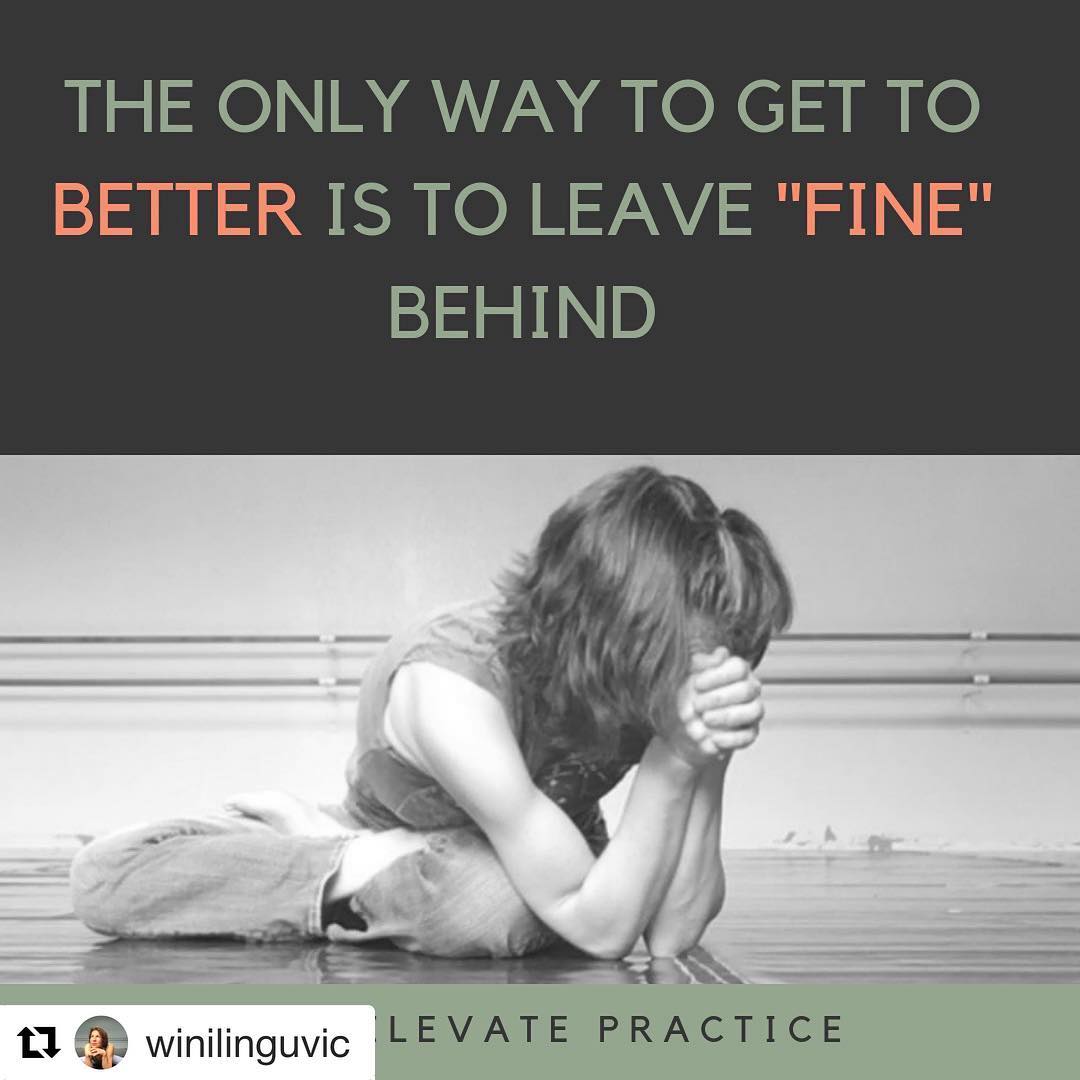 THE ONLY WAY TO GET TO
BETTER IS TO LEAVE "FINE"
BEHIND
LEVATE PRACTICE
winilinguvic